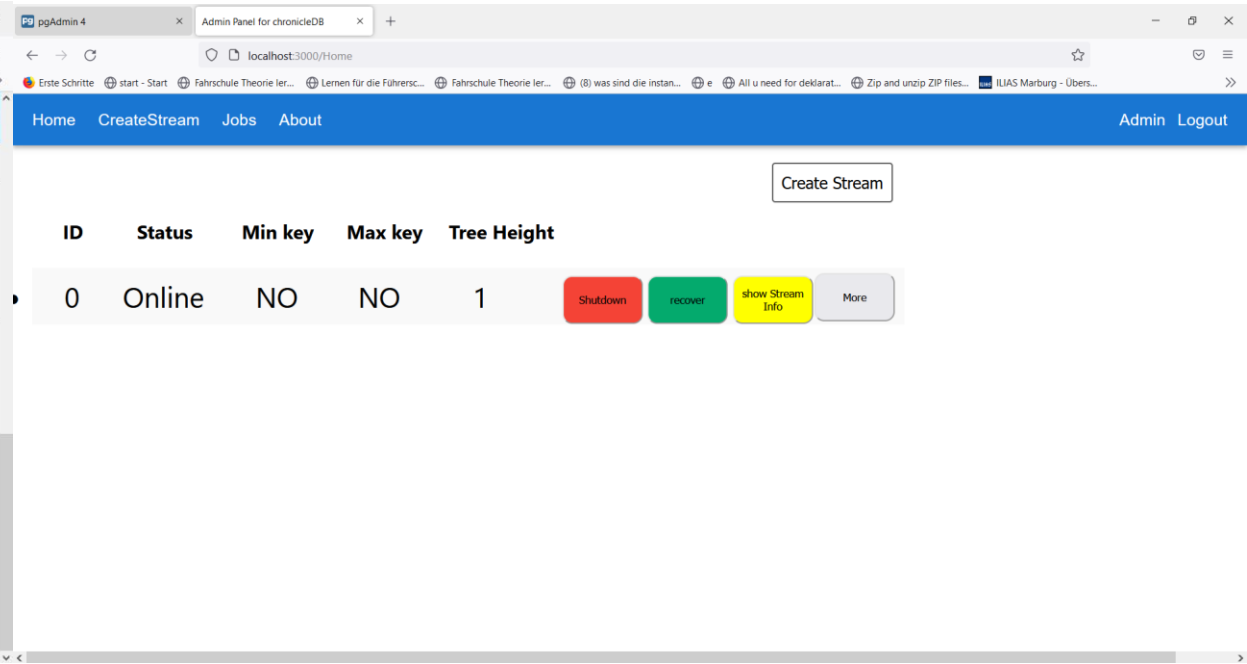 pgAdmin 4
Admin Panel for chronicleDB
localhost:3000/Home
Erste Schritte start - Start Fahrschule Theorie ler... Lernen für die Führersc... Fahrschule Theorie ler... (8) was sind die instan... e All u need for deklarat... Zip and unzip ZIP files... ILIAS Marburg - Übers...
Home CreateStream Jobs About Admin Logout
Create Stream
ID Status Min key Max key Tree Height
0 Online NO NO 1 Shutdown recover show Stream Info More